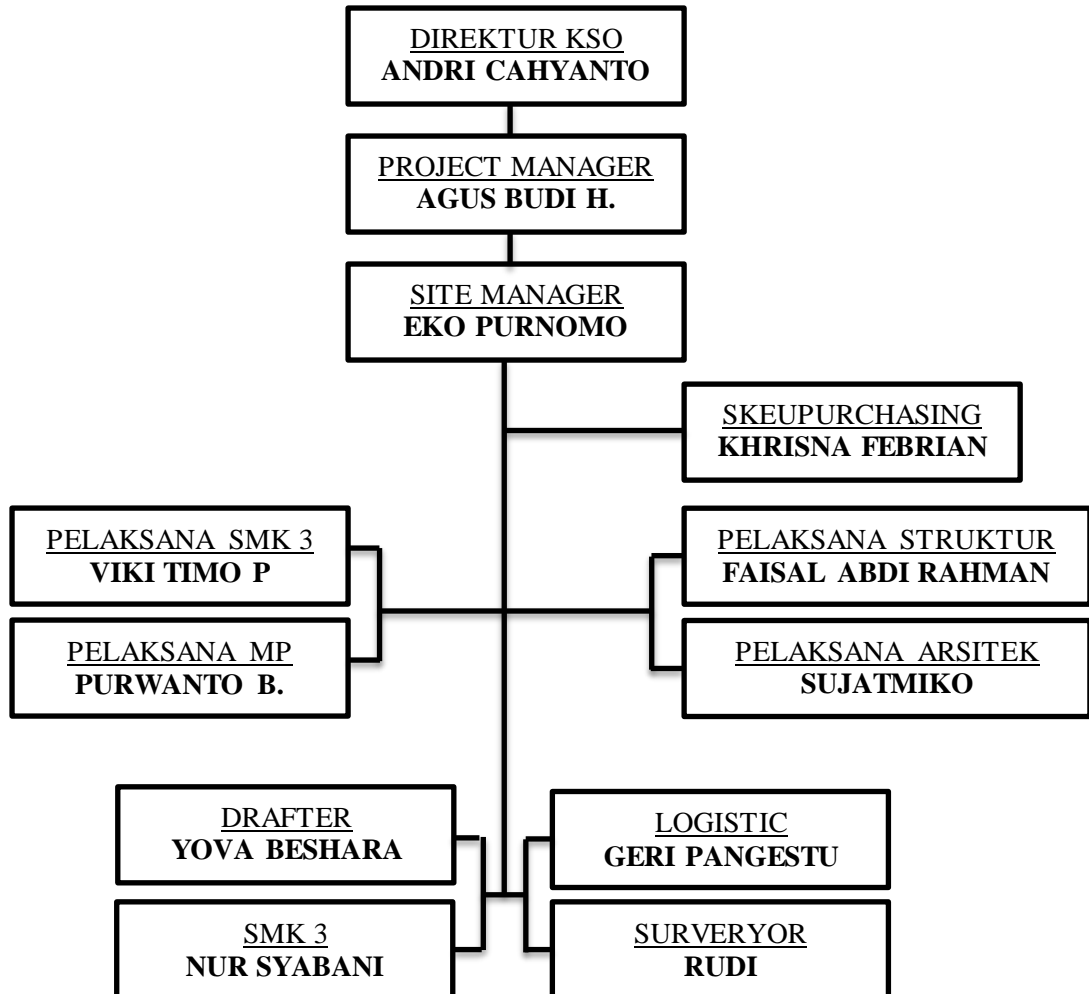 DIREKTUR KSO
ANDRI CAHYANTO
PROJECT MANAGER
AGUS BUDI H.
SITE MANAGER
EKO PURNOMO
SKEUPURCHASING
KHRISNA FEBRIAN
PELAKSANA SMK 3
VIKI TIMO P
PELAKSANA STRUKTUR
FAISAL ABDI RAHMAN
PELAKSANA MP
PURWANTO B.
PELAKSANA ARSITEK
SUJATMIKO
DRAFTER
YOVA BESHARA
LOGISTIC
GERI PANGESTU
SMK 3
NUR SYABANI
SURVERYOR
RUDI